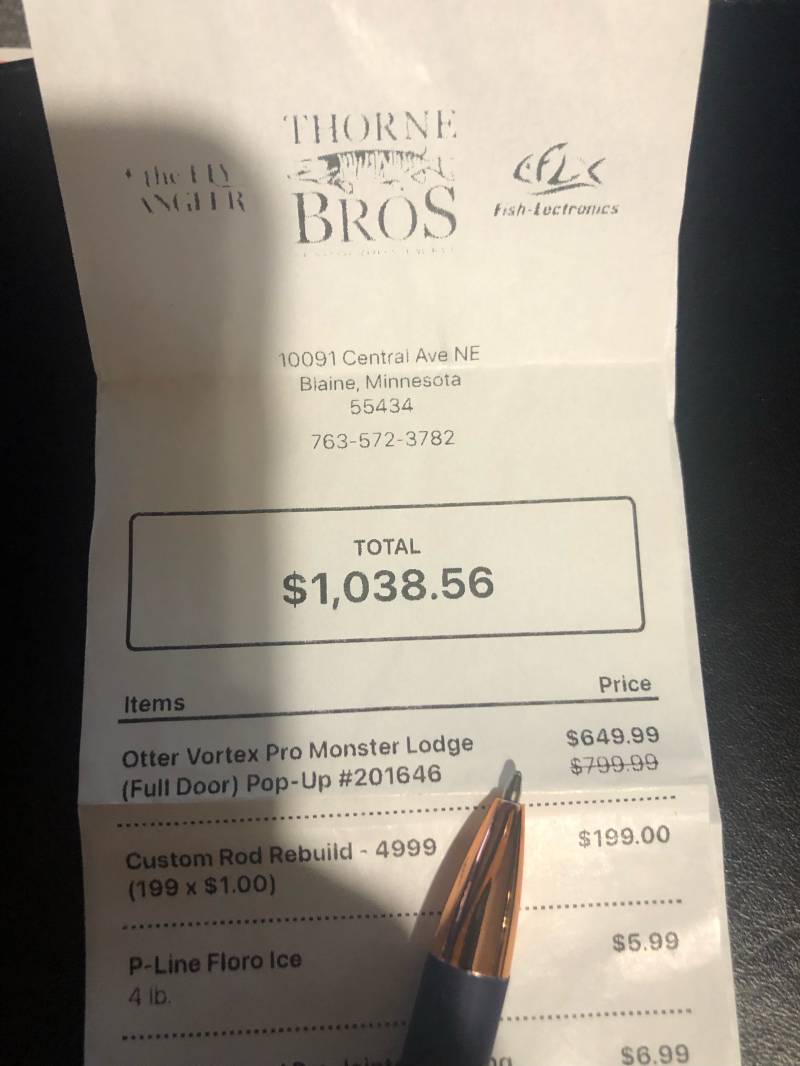 THORNE
BROS
the FLY
ANGLER
Fish-Lectronics
10091 Central Ave NE
Blaine, Minnesota
55434
763-572-3782
TOTAL
$1,038.56
Items Price
Otter Vortex Pro Monster Lodge $649.99
(Full Door) Pop-Up #201646 $799.99
Custom Rod Rebuild - 4999 $199.00
(199 x $1.00)
P-Line Floro Ice $5.99
4 lb.
$6.99